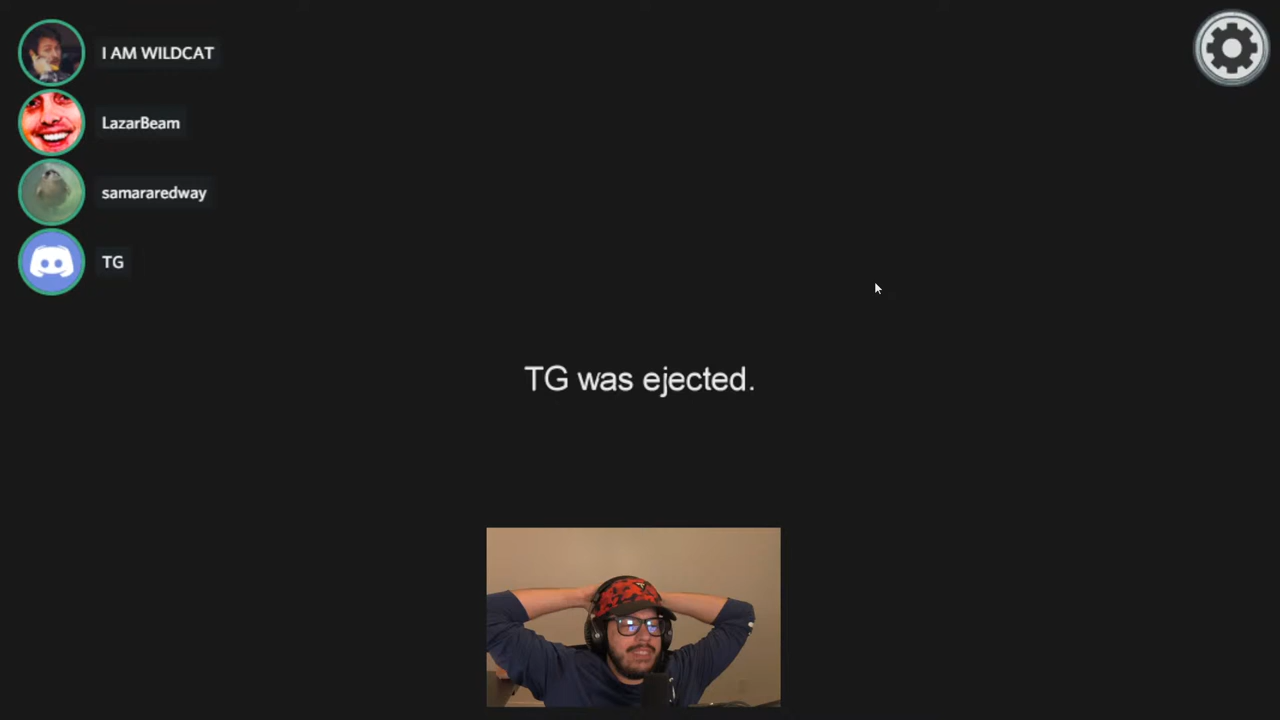 I AM WILDCAT
LazarBeam
samararedway
TG
TG was ejected.